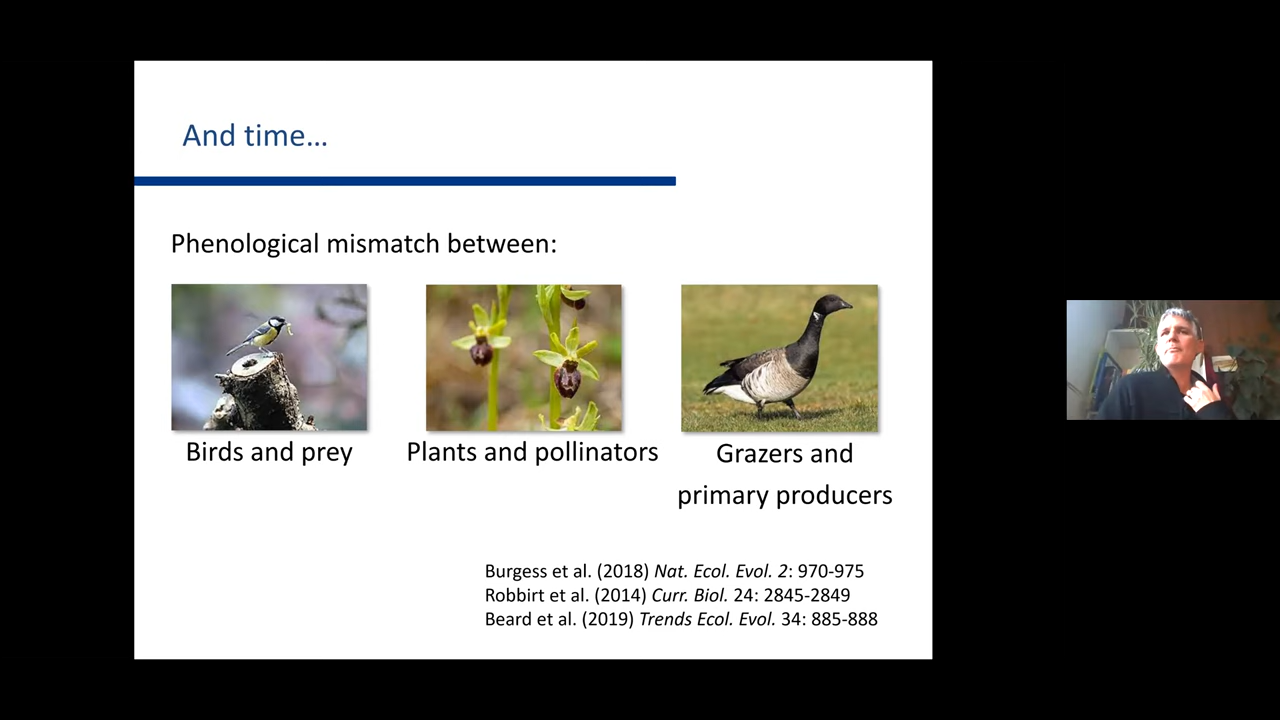 And time…
Phenological mismatch between:
Birds and prey
Plants and pollinators
Grazers and
primary producers
Burgess et al. (2018) Nat. Ecol. Evol. 2: 970-975
Robbirt et al. (2014) Curr. Biol. 24: 2845-2849
Beard et al. (2019) Trends Ecol. Evol. 34: 885-888